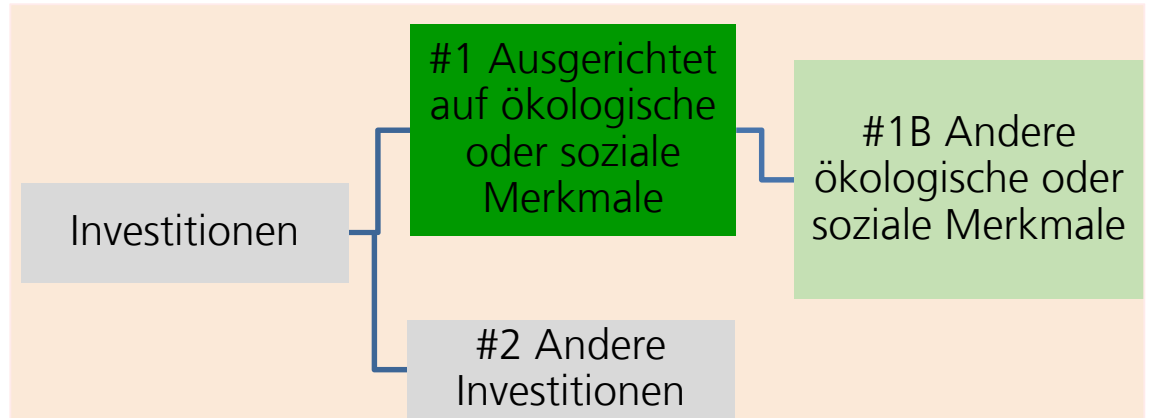 #1 Ausgerichtet
auf ökologische
oder soziale
Merkmale
#1B Andere
ökologische oder
soziale Merkmale
Investitionen
#2 Andere
Investitionen